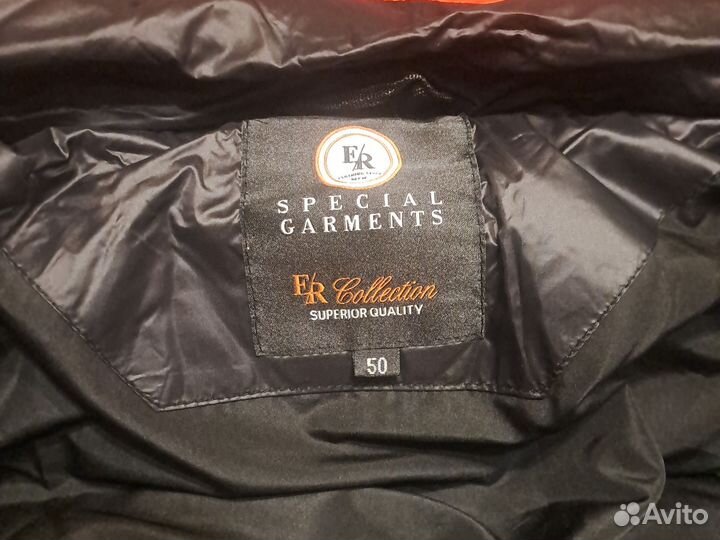 F/R
SPECIAL
GARMENTS
F/R Collection
SUPERIOR QUALITY
50
Avito